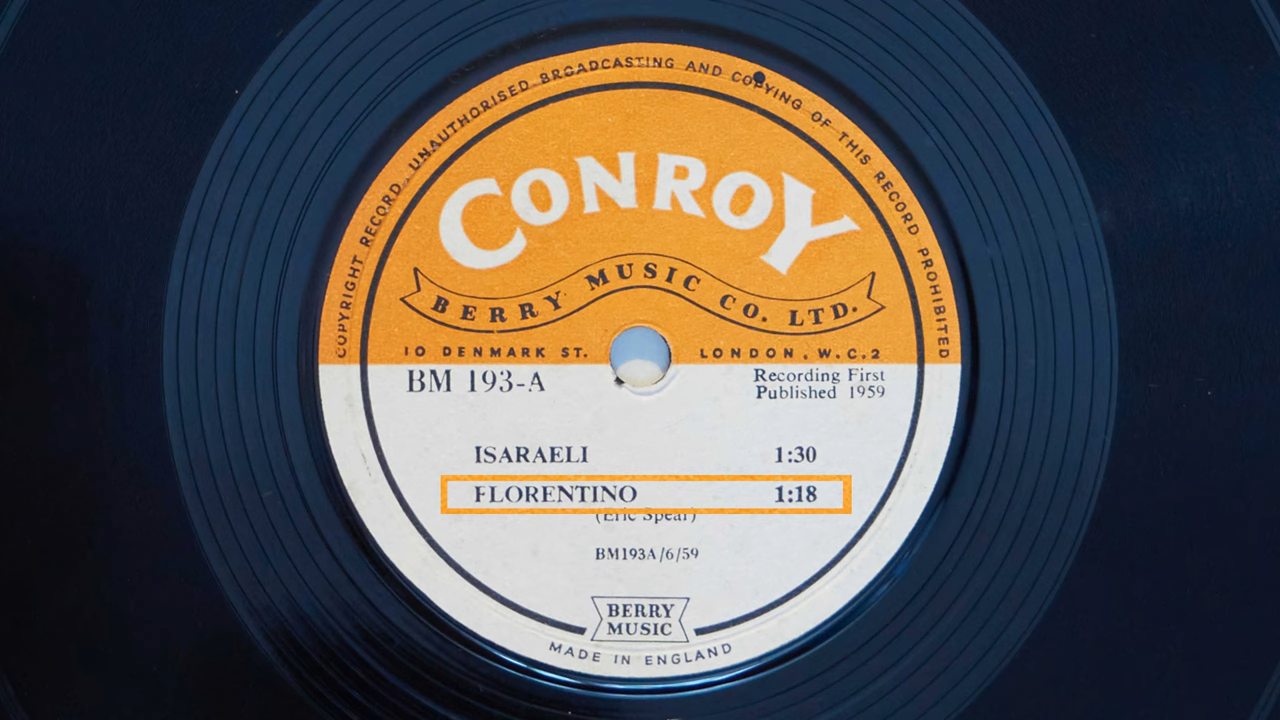 COPYRIGHT RECORD. UNAUTHORISED BROADCASTING AND COPYING OF THIS RECORD PROHIBITED
CONROY
BERRY MUSIC CO. LTD.
10 DENMARK ST. LONDON. W.C.2
BM 193-A
Recording First
Published 1959
ISARAELI 1:30
FLORENTINO 1:18
(Eric Spear)
BM193A/6/59
BERRY
MUSIC
MADE IN ENGLAND